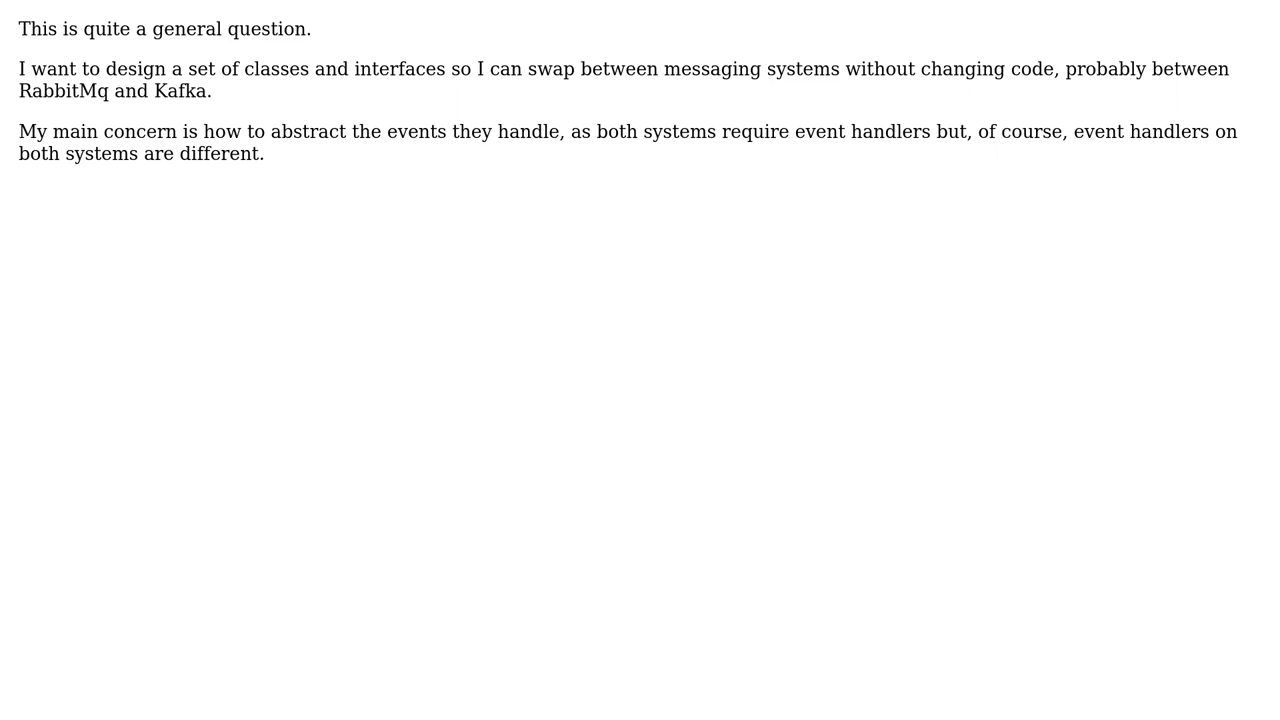 This is quite a general question.
I want to design a set of classes and interfaces so I can swap between messaging systems without changing code, probably between
RabbitMq and Kafka.
My main concern is how to abstract the events they handle, as both systems require event handlers but, of course, event handlers on
both systems are different.